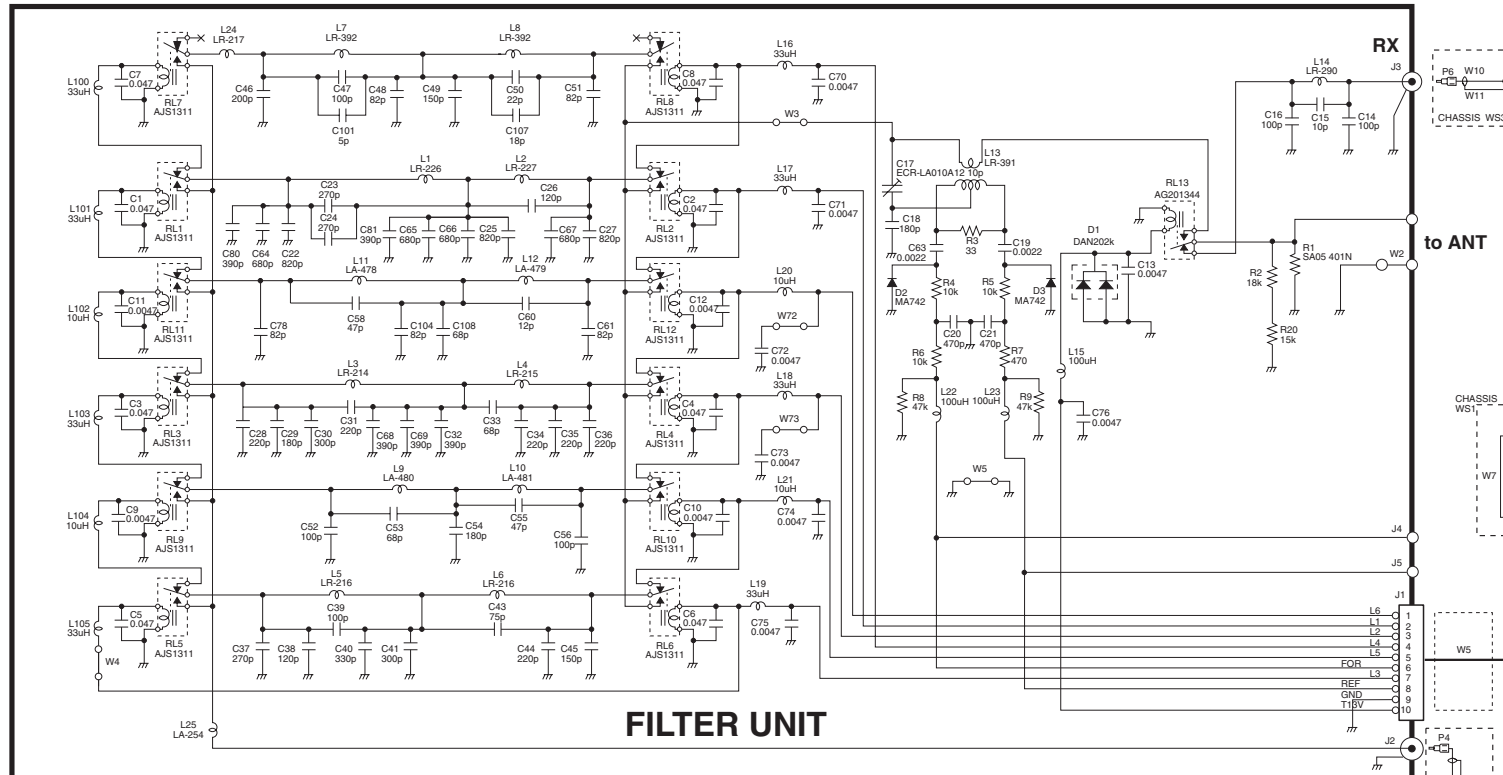 L24
LR-217
L7
LR-392
L8
LR-392
L100
33uH
C7
0.047
RL7
AJS1311
C46
200p
C47
100p
C101
5p
C48
82p
C49
150p
C50
22p
C107
18p
C51
82p
C8
0.047
RL8
AJS1311
L16
33uH
C70
0.0047
W3
L101
33uH
C1
0.047
RL1
AJS1311
L1
LR-226
L2
LR-227
C23
270p
C24
270p
C26
120p
C80
390p
C64
680p
C22
820p
C81
390p
C65
680p
C66
680p
C25
820p
C67
680p
C27
820p
C2
0.047
RL2
AJS1311
L17
33uH
C71
0.0047
L102
10uH
C11
0.0047
RL11
AJS1311
L11
LA-478
L12
LA-479
C78
82p
C58
47p
C104
82p
C108
68p
C60
12p
C61
82p
C12
0.0047
RL12
AJS1311
L20
10uH
W72
C72
0.0047
L103
33uH
C3
0.047
RL3
AJS1311
L3
LR-214
L4
LR-215
C28
220p
C29
180p
C30
300p
C31
220p
C68
390p
C69
390p
C32
390p
C33
68p
C34
220p
C35
220p
C36
220p
C4
0.047
RL4
AJS1311
L18
33uH
W73
C73
0.0047
L104
10uH
C9
0.0047
RL9
AJS1311
L9
LA-480
L10
LA-481
C52
100p
C53
68p
C54
180p
C55
47p
C56
100p
C10
0.0047
RL10
AJS1311
L21
10uH
C74
0.0047
L105
33uH
W4
C5
0.047
RL5
AJS1311
L5
LR-216
L6
LR-216
C39
100p
C43
75p
C37
270p
C38
120p
C40
330p
C41
300p
C44
220p
C45
150p
C6
0.047
RL6
AJS1311
L19
33uH
C75
0.0047
L25
LA-254
FILTER UNIT
C17
ECR-LA010A12 10p
L13
LR-391
C18
180p
C63
0.0022
R3
33
C19
0.0022
D2
MA742
R4
10k
R5
10k
D3
MA742
C20
470p
C21
470p
R6
10k
R7
470
R8
47k
L22
100uH
L23
100uH
R9
47k
W5
D1
DAN202k
C13
0.0047
L15
100uH
C76
0.0047
RL13
AG201344
R2
18k
R1
SA05 401N
R20
15k
L14
LR-290
C16
100p
C15
10p
C14
100p
RX
J3
to ANT
W2
J4
J5
J1
L6
L1
L2
L4
L5
FOR
L3
REF
GND
T13V
1
2
3
4
5
6
7
8
9
10
J2
P6
W10
W11
CHASSIS WS3
CHASSIS
WS1
W7
W5
P4